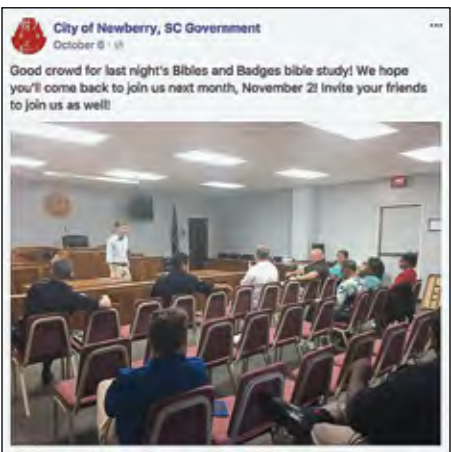 City of Newberry, SC Government
October 6 ·
Good crowd for last night's Bibles and Badges bible study! We hope
you'll come back to join us next month, November 2! Invite your friends
to join us as well!